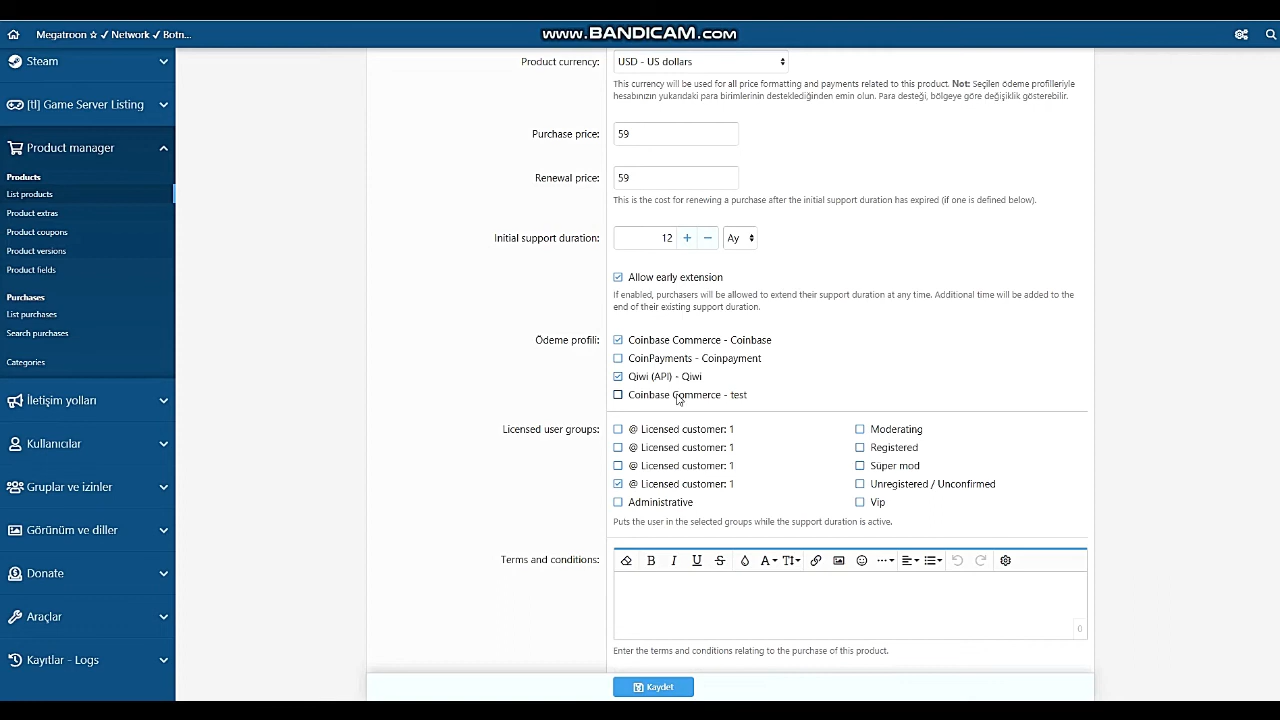 Megatroon ☆ ✓ Network ✓ Botn...
www.BANDICAM.com
Steam
[tl] Game Server Listing
Product manager
Products
List products
Product extras
Product coupons
Product versions
Product fields
Purchases
List purchases
Search purchases
Categories
İletişim yolları
Kullanıcılar
Gruplar ve izinler
Görünüm ve diller
Donate
Araçlar
Kayıtlar - Logs
Product currency:
USD - US dollars
This currency will be used for all price formatting and payments related to this product. Not: Seçilen ödeme profilleriyle
hesabınızın yukarıdaki para birimlerinin desteklediğinden emin olun. Para desteği, bölgeye göre değişiklik gösterebilir.
Purchase price:
59
Renewal price:
59
This is the cost for renewing a purchase after the initial support duration has expired (if one is defined below).
Initial support duration:
12 + − Ay
Allow early extension
If enabled, purchasers will be allowed to extend their support duration at any time. Additional time will be added to the
end of their existing support duration.
Ödeme profili:
Coinbase Commerce - Coinbase
CoinPayments - Coinpayment
Qiwi (API) - Qiwi
Coinbase Commerce - test
Licensed user groups:
@ Licensed customer: 1
@ Licensed customer: 1
@ Licensed customer: 1
@ Licensed customer: 1
Administrative
Moderating
Registered
Süper mod
Unregistered / Unconfirmed
Vip
Puts the user in the selected groups while the support duration is active.
Terms and conditions:
B I U S A T
0
Enter the terms and conditions relating to the purchase of this product.
Kaydet